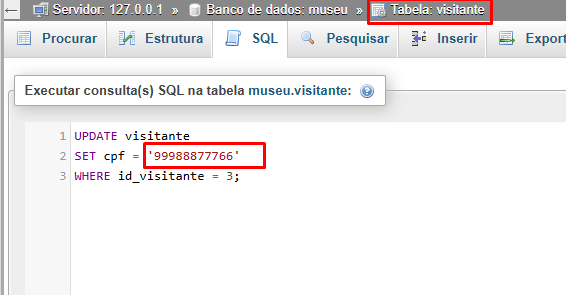 Servidor: 127.0.0.1 » Banco de dados: museu » Tabela: visitante
Procurar Estrutura SQL Pesquisar Inserir Export
Executar consulta(s) SQL na tabela museu.visitante:
1 UPDATE visitante
2 SET cpf = '99988877766'
3 WHERE id_visitante = 3;